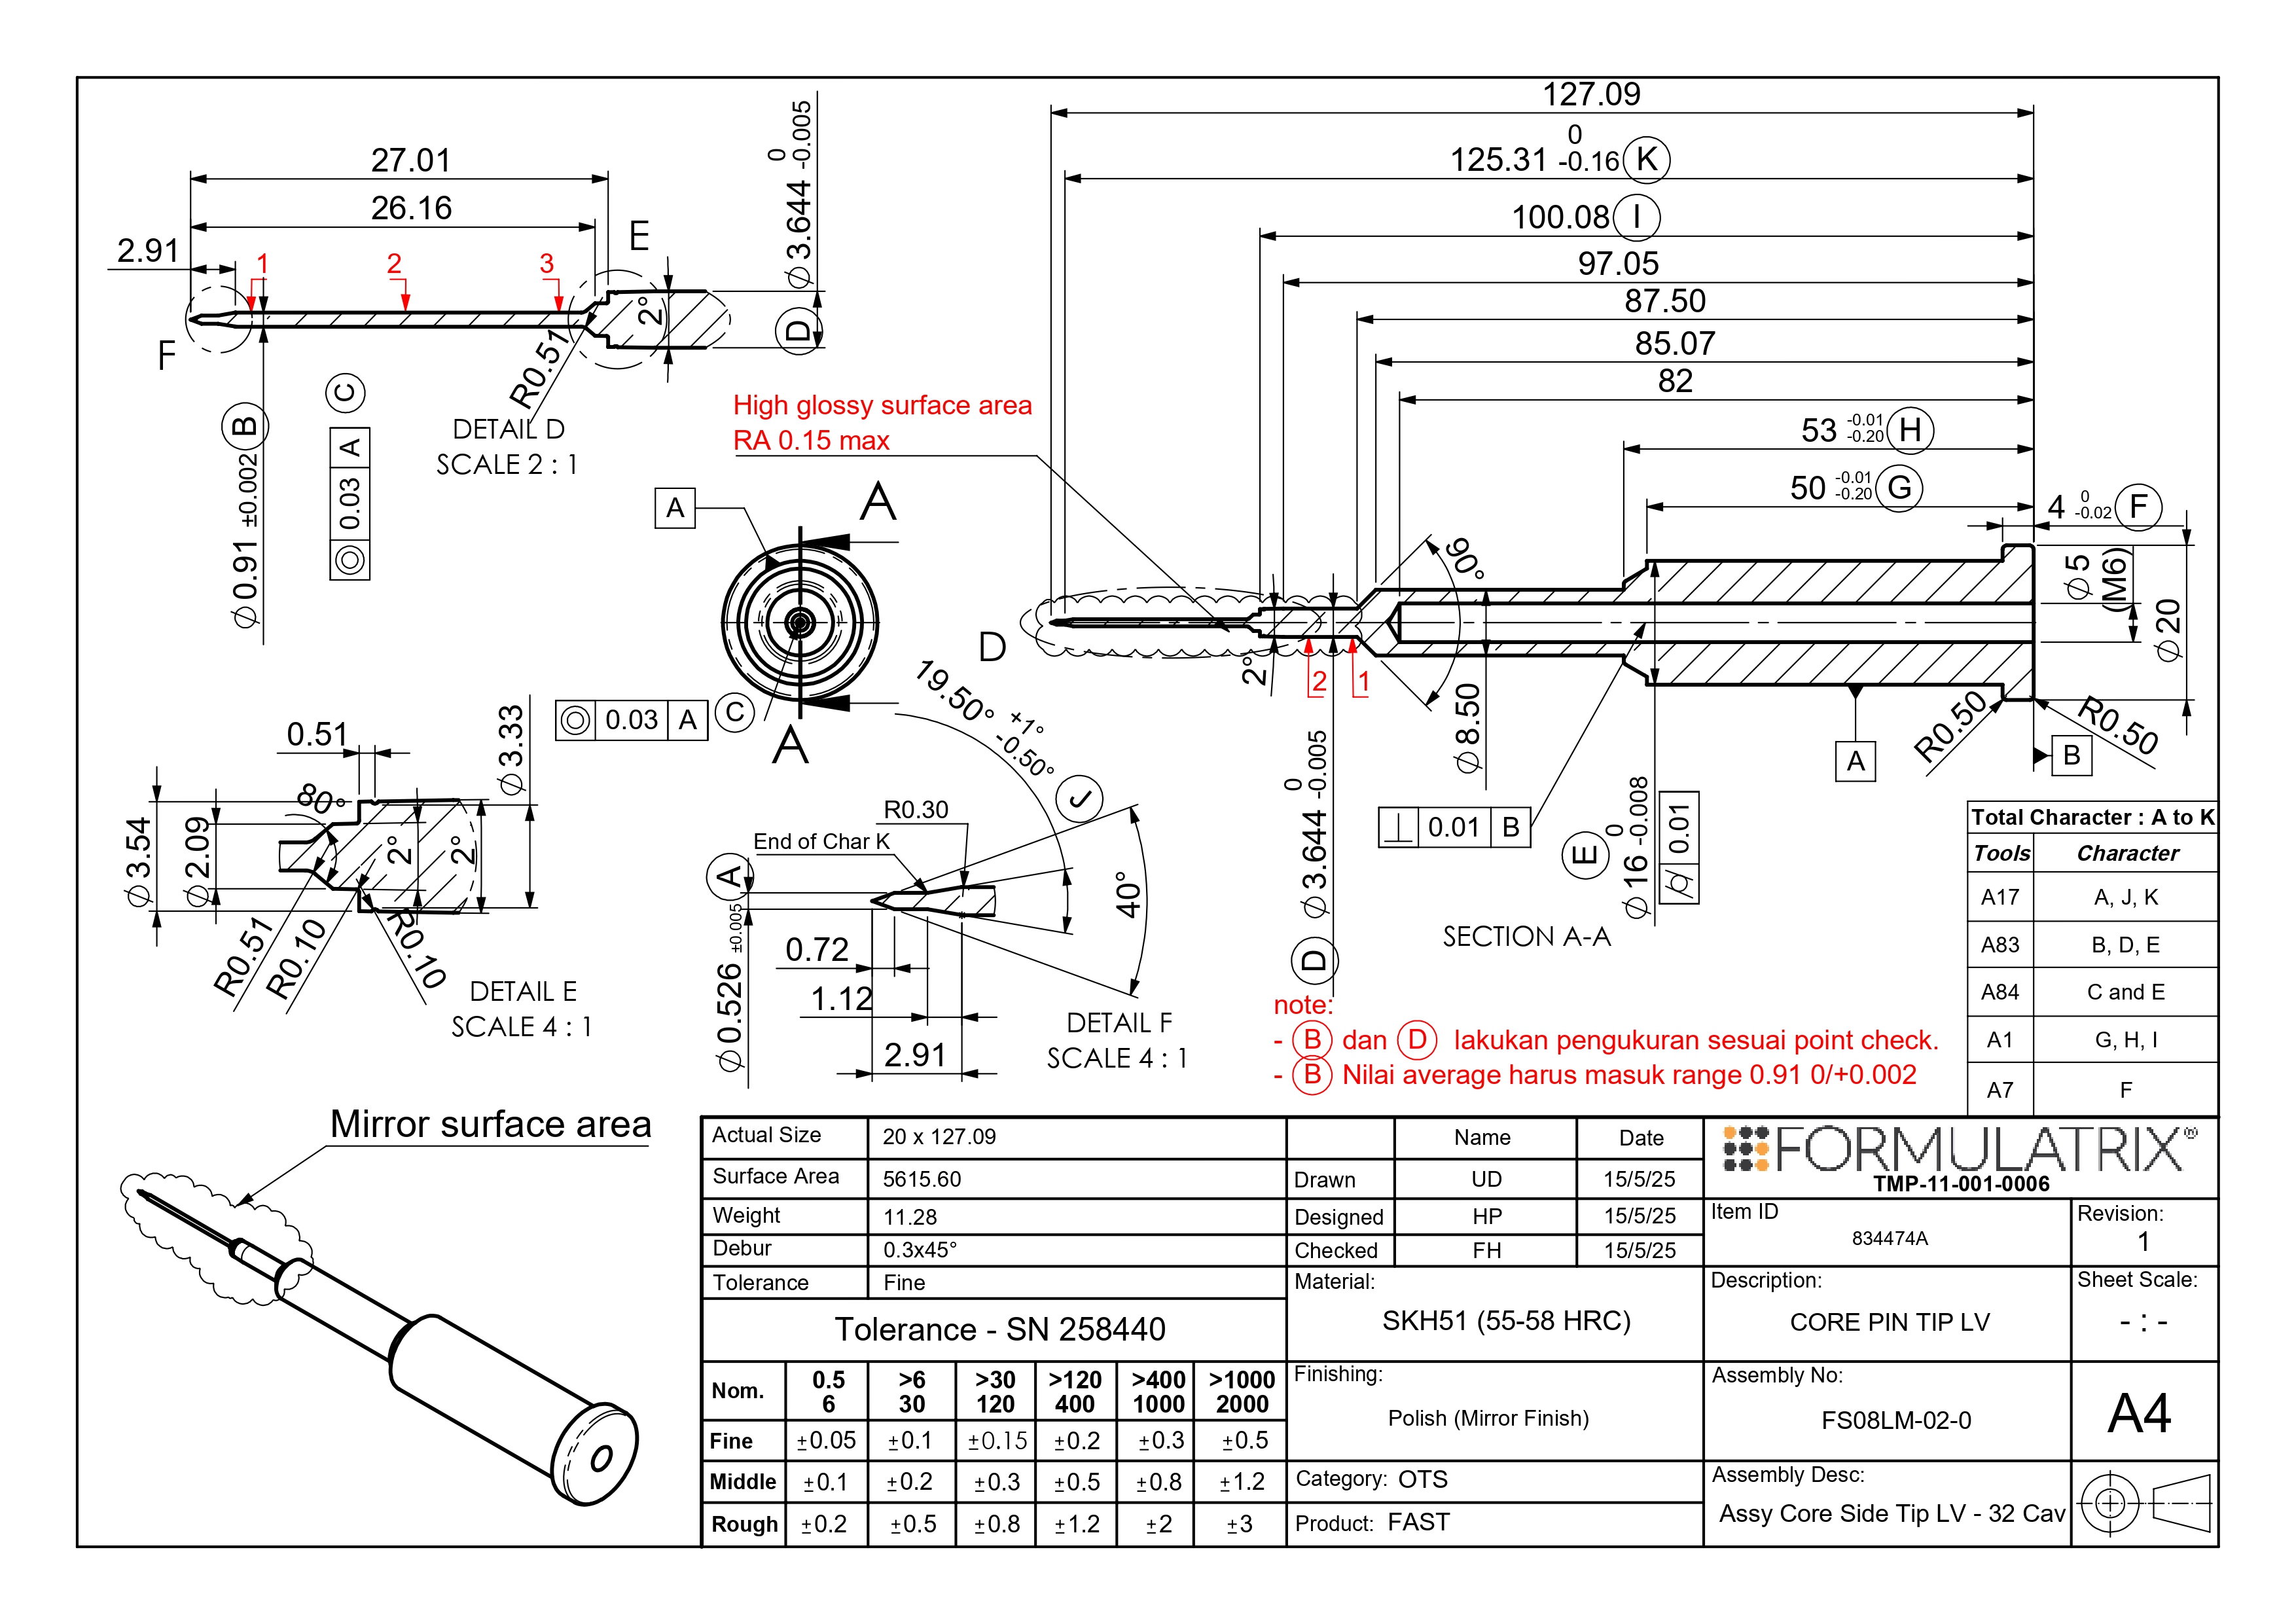 127.09
125.31 0 -0.16 K
100.08 I
97.05
87.50
85.07
82
53 -0.01 -0.20 H
50 -0.01 -0.20 G
4 0 -0.02 F
27.01
26.16
2.91
1 2 3
E
F
2°
R0.51
⌀3.644 0 -0.005
D
B
⌀0.91 ±0.002
C
◎ 0.03 A
DETAIL D
SCALE 2 : 1
High glossy surface area
RA 0.15 max
A
A
A
◎ 0.03 A C
D
90°
2°
2 1
⌀8.50
⌀5
(M6)
⌀20
R0.50
R0.50
A
B
⟂ 0.01 B
E
⌀16 0 -0.008
⌭ 0.01
⌀3.644 0 -0.005
D
SECTION A-A
0.51
⌀3.33
80°
⌀3.54
⌀2.09
2°
2°
R0.51
R0.10
R0.10
DETAIL E
SCALE 4 : 1
19.50° +1° -0.50° J
R0.30
End of Char K
A
⌀0.526 ±0.005
40°
0.72
1.12
2.91
DETAIL F
SCALE 4 : 1
note:
- B dan D lakukan pengukuran sesuai point check.
- B Nilai average harus masuk range 0.91 0/+0.002
Total Character : A to K
Tools Character
A17 A, J, K
A83 B, D, E
A84 C and E
A1 G, H, I
A7 F
Mirror surface area
Actual Size 20 x 127.09
Surface Area 5615.60
Weight 11.28
Debur 0.3x45°
Tolerance Fine
Tolerance - SN 258440
Nom. 0.5 6 >6 30 >30 120 >120 400 >400 1000 >1000 2000
Fine ±0.05 ±0.1 ±0.15 ±0.2 ±0.3 ±0.5
Middle ±0.1 ±0.2 ±0.3 ±0.5 ±0.8 ±1.2
Rough ±0.2 ±0.5 ±0.8 ±1.2 ±2 ±3
Name Date
Drawn UD 15/5/25
Designed HP 15/5/25
Checked FH 15/5/25
Material:
SKH51 (55-58 HRC)
Finishing:
Polish (Mirror Finish)
Category: OTS
Product: FAST
FORMULATRIX®
TMP-11-001-0006
Item ID
834474A
Revision:
1
Description:
CORE PIN TIP LV
Sheet Scale:
- : -
Assembly No:
FS08LM-02-0
A4
Assembly Desc:
Assy Core Side Tip LV - 32 Cav